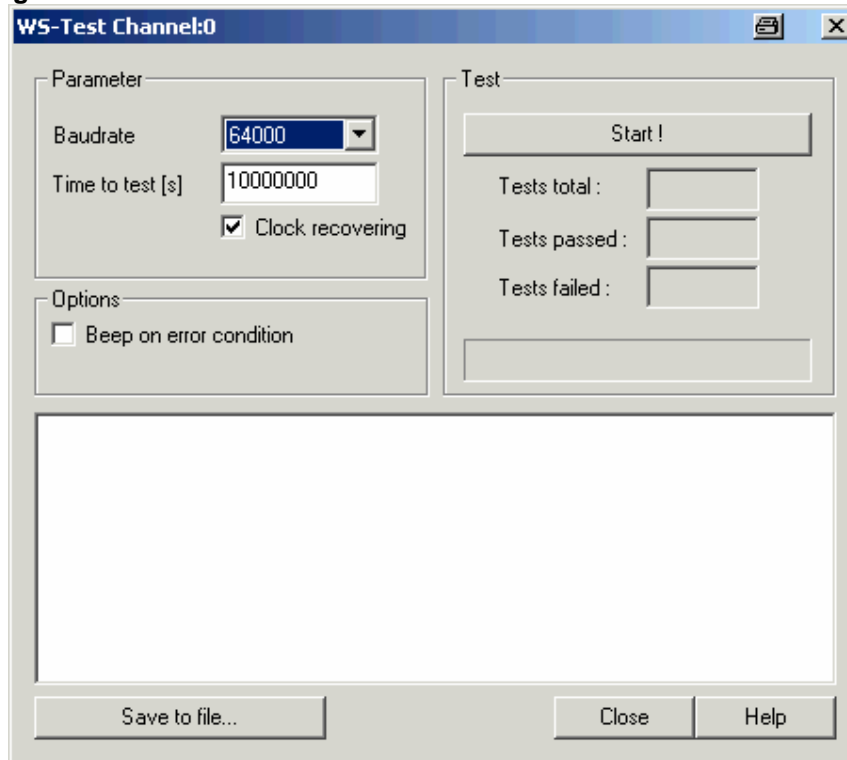 WS-Test Channel:0
Parameter
Baudrate
64000
Time to test [s]
10000000
Clock recovering
Options
Beep on error condition
Test
Start !
Tests total :
Tests passed :
Tests failed :
Save to file...
Close
Help